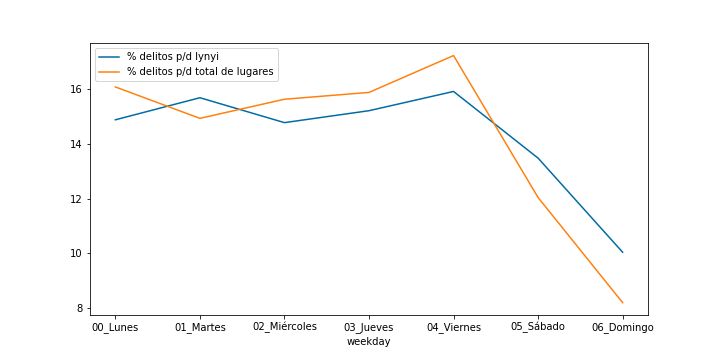 % delitos p/d lynyi
% delitos p/d total de lugares
16
14
12
10
8
00_Lunes 01_Martes 02_Miércoles 03_Jueves 04_Viernes 05_Sábado 06_Domingo
weekday